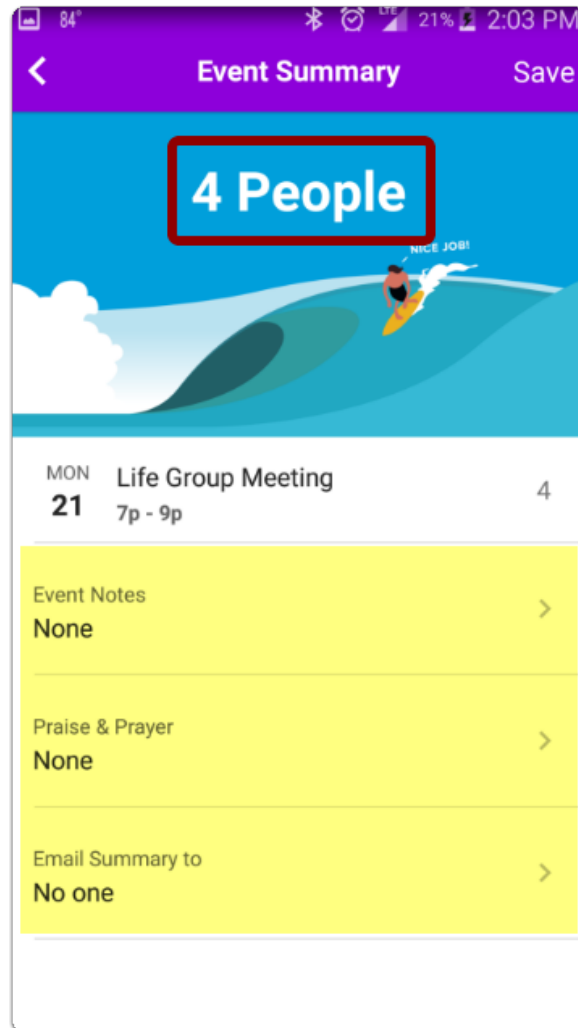 84° LTE 21% 2:03 PM
Event Summary Save
4 People
NICE JOB!
MON Life Group Meeting 4
21 7p - 9p
Event Notes
None
Praise & Prayer
None
Email Summary to
No one